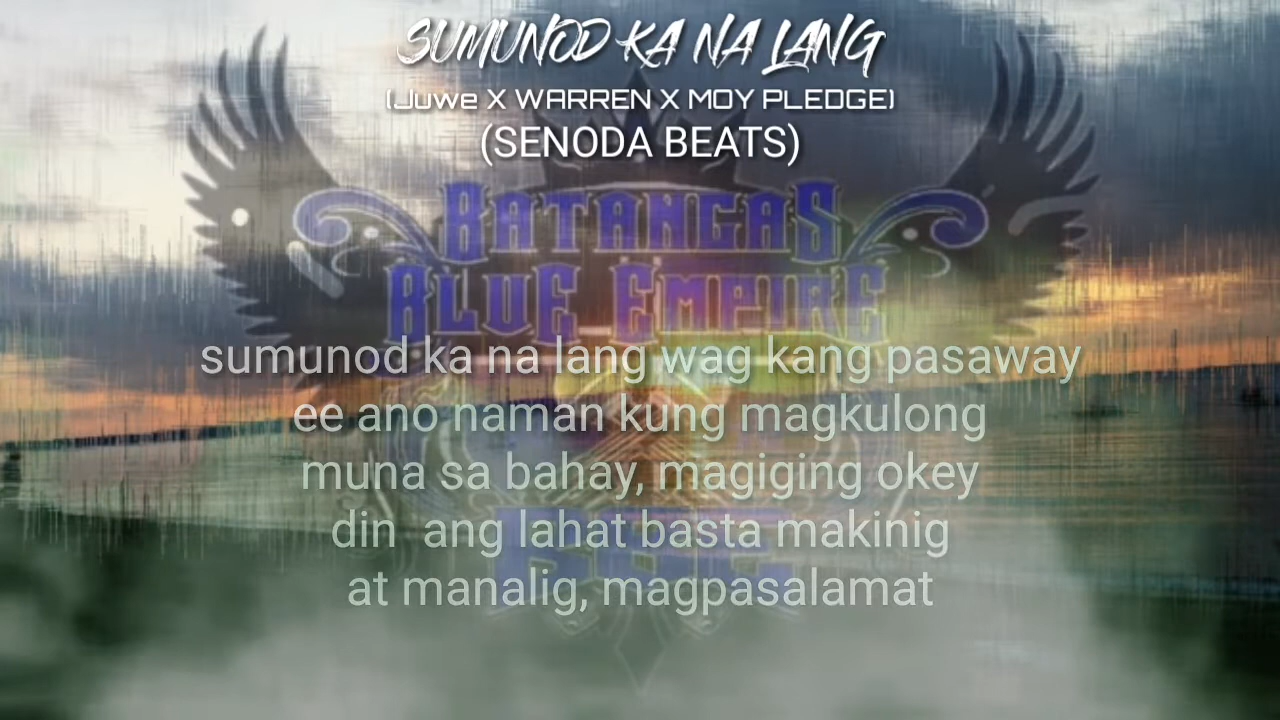 SUMUNOD KA NA LANG
(Juwe X WARREN X MOY PLEDGE)
(SENODA BEATS)
BATANGAS
BLUE EMPIRE
sumunod ka na lang wag kang pasaway
ee ano naman kung magkulong
muna sa bahay, magiging okey
din ang lahat basta makinig
at manalig, magpasalamat